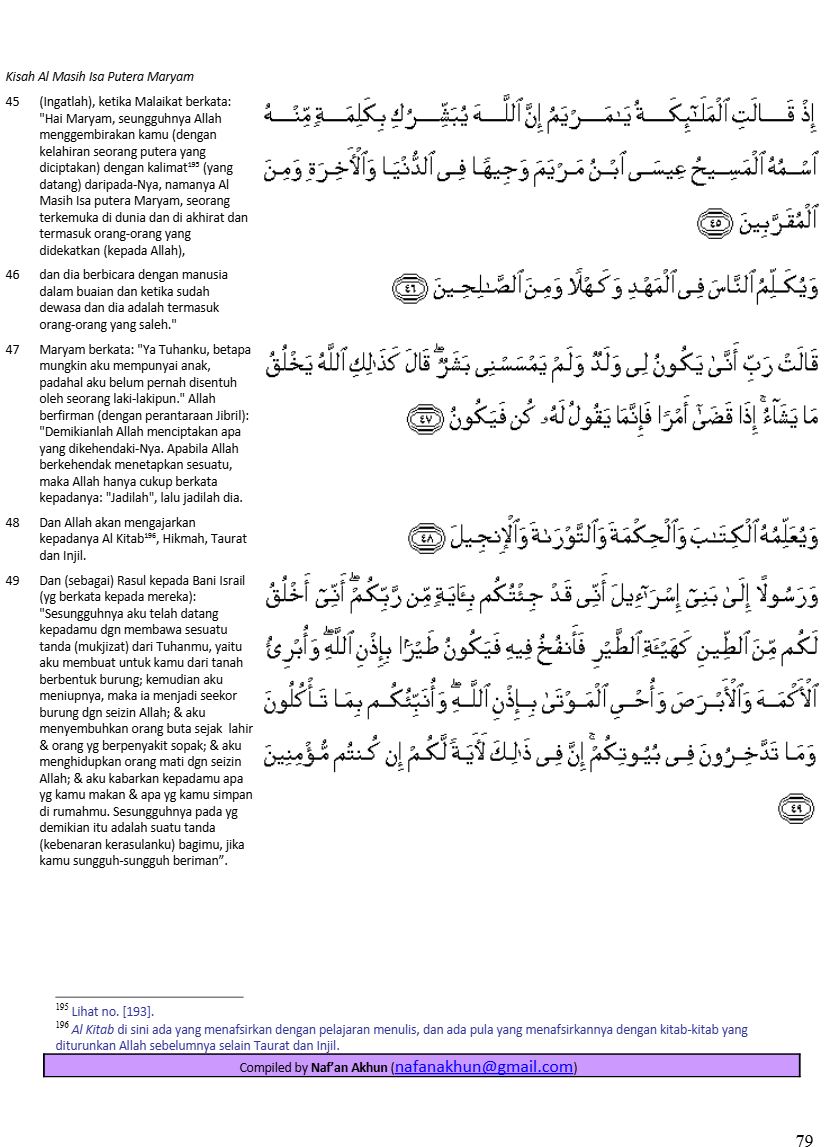 Kisah Al Masih Isa Putera Maryam
45 (Ingatlah), ketika Malaikat berkata:
"Hai Maryam, seungguhnya Allah
menggembirakan kamu (dengan
kelahiran seorang putera yang
diciptakan) dengan kalimat¹⁹⁵ (yang
datang) daripada-Nya, namanya Al
Masih Isa putera Maryam, seorang
terkemuka di dunia dan di akhirat dan
termasuk orang-orang yang
didekatkan (kepada Allah),
إِذْ قَالَتِ ٱلْمَلَـٰٓئِكَةُ يَـٰمَرْيَمُ إِنَّ ٱللَّهَ يُبَشِّرُكِ بِكَلِمَةٍ مِّنْهُ
ٱسْمُهُ ٱلْمَسِيحُ عِيسَى ٱبْنُ مَرْيَمَ وَجِيهًا فِى ٱلدُّنْيَا وَٱلْأَخِرَةِ وَمِنَ
ٱلْمُقَرَّبِينَ ٤٥
46 dan dia berbicara dengan manusia
dalam buaian dan ketika sudah
dewasa dan dia adalah termasuk
orang-orang yang saleh."
وَيُكَلِّمُ ٱلنَّاسَ فِى ٱلْمَهْدِ وَكَهْلًا وَمِنَ ٱلصَّـٰلِحِينَ ٤٦
47 Maryam berkata: "Ya Tuhanku, betapa
mungkin aku mempunyai anak,
padahal aku belum pernah disentuh
oleh seorang laki-lakipun." Allah
berfirman (dengan perantaraan Jibril):
"Demikianlah Allah menciptakan apa
yang dikehendaki-Nya. Apabila Allah
berkehendak menetapkan sesuatu,
maka Allah hanya cukup berkata
kepadanya: "Jadilah", lalu jadilah dia.
قَالَتْ رَبِّ أَنَّىٰ يَكُونُ لِى وَلَدٌ وَلَمْ يَمْسَسْنِى بَشَرٌ ۖ قَالَ كَذَٰلِكِ ٱللَّهُ يَخْلُقُ
مَا يَشَآءُ ۚ إِذَا قَضَىٰٓ أَمْرًا فَإِنَّمَا يَقُولُ لَهُۥ كُن فَيَكُونُ ٤٧
48 Dan Allah akan mengajarkan
kepadanya Al Kitab¹⁹⁶, Hikmah, Taurat
dan Injil.
وَيُعَلِّمُهُ ٱلْكِتَـٰبَ وَٱلْحِكْمَةَ وَٱلتَّوْرَىٰةَ وَٱلْإِنجِيلَ ٤٨
49 Dan (sebagai) Rasul kepada Bani Israil
(yg berkata kepada mereka):
"Sesungguhnya aku telah datang
kepadamu dgn membawa sesuatu
tanda (mukjizat) dari Tuhanmu, yaitu
aku membuat untuk kamu dari tanah
berbentuk burung; kemudian aku
meniupnya, maka ia menjadi seekor
burung dgn seizin Allah; & aku
menyembuhkan orang buta sejak lahir
& orang yg berpenyakit sopak; & aku
menghidupkan orang mati dgn seizin
Allah; & aku kabarkan kepadamu apa
yg kamu makan & apa yg kamu simpan
di rumahmu. Sesungguhnya pada yg
demikian itu adalah suatu tanda
(kebenaran kerasulanku) bagimu, jika
kamu sungguh-sungguh beriman”.
وَرَسُولًا إِلَىٰ بَنِىٓ إِسْرَٰٓءِيلَ أَنِّى قَدْ جِئْتُكُم بِـَٔايَةٍ مِّن رَّبِّكُمْ ۖ أَنِّىٓ أَخْلُقُ
لَكُم مِّنَ ٱلطِّينِ كَهَيْـَٔةِ ٱلطَّيْرِ فَأَنفُخُ فِيهِ فَيَكُونُ طَيْرًۢا بِإِذْنِ ٱللَّهِ ۖ وَأُبْرِئُ
ٱلْأَكْمَهَ وَٱلْأَبْرَصَ وَأُحْىِ ٱلْمَوْتَىٰ بِإِذْنِ ٱللَّهِ ۖ وَأُنَبِّئُكُم بِمَا تَأْكُلُونَ
وَمَا تَدَّخِرُونَ فِى بُيُوتِكُمْ ۚ إِنَّ فِى ذَٰلِكَ لَأَيَةً لَّكُمْ إِن كُنتُم مُّؤْمِنِينَ
٤٩
¹⁹⁵ Lihat no. [193].
¹⁹⁶ Al Kitab di sini ada yang menafsirkan dengan pelajaran menulis, dan ada pula yang menafsirkannya dengan kitab-kitab yang
diturunkan Allah sebelumnya selain Taurat dan Injil.
Compiled by Naf’an Akhun (nafanakhun@gmail.com)
79